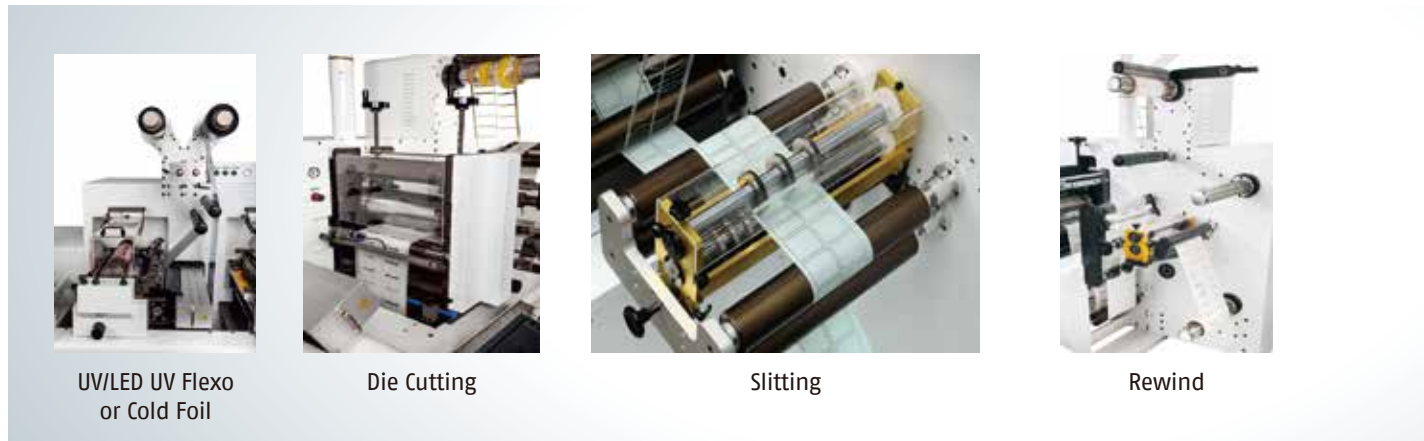 UV/LED UV Flexo
or Cold Foil
Die Cutting
Slitting
Rewind